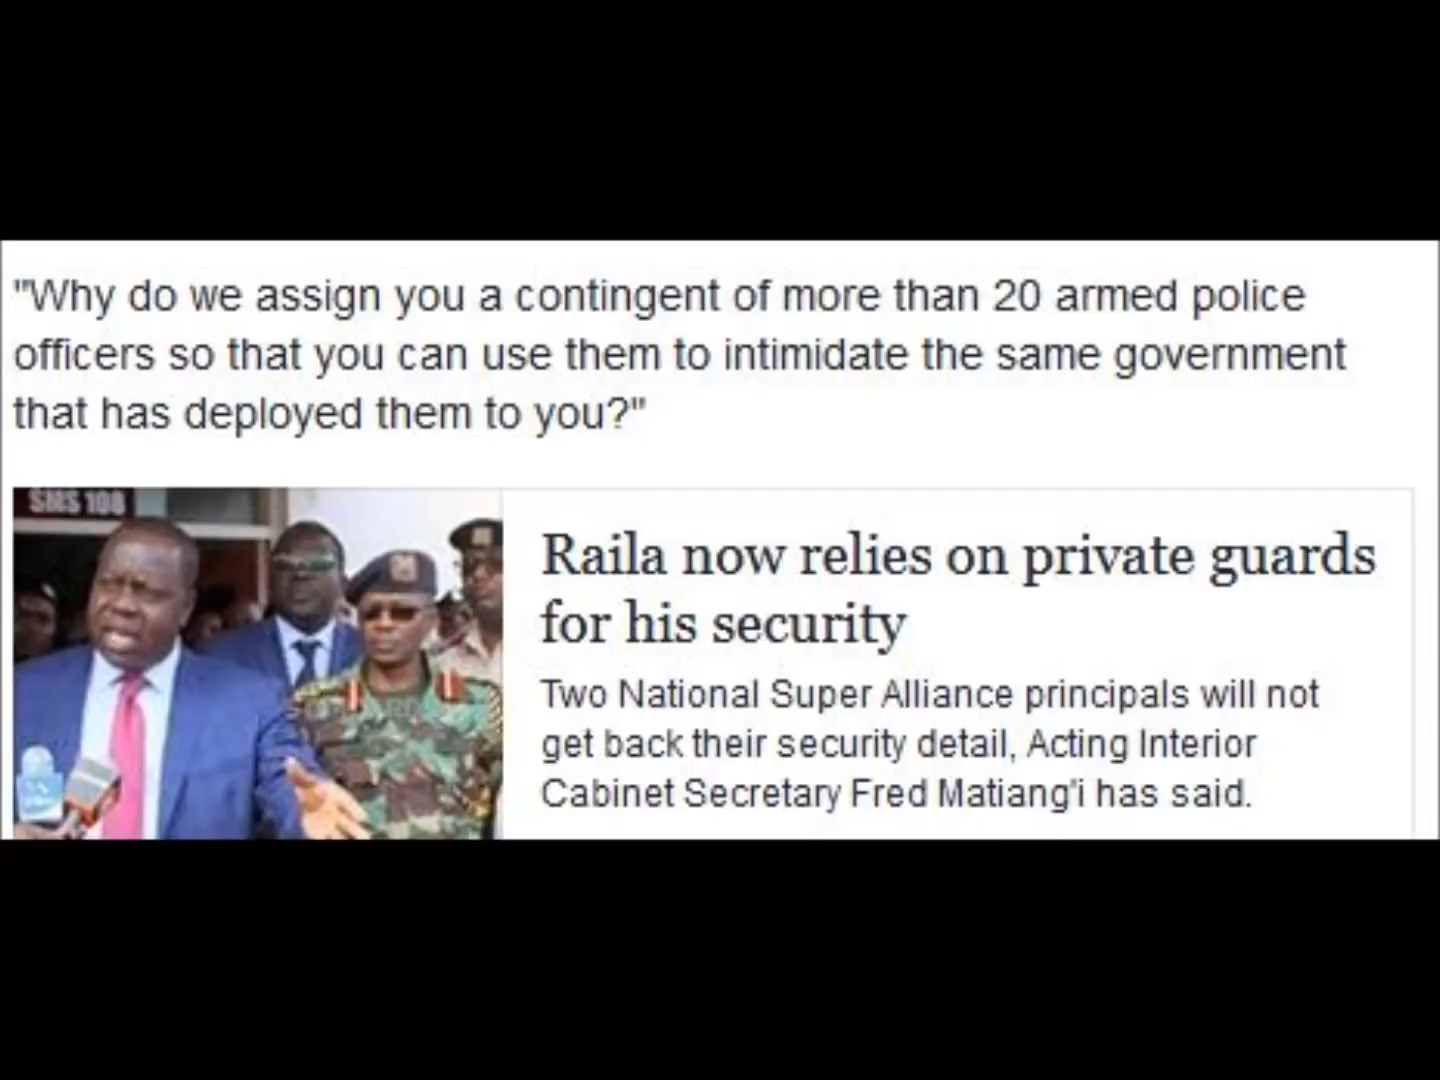 "Why do we assign you a contingent of more than 20 armed police
officers so that you can use them to intimidate the same government
that has deployed them to you?"
SMS 108
Raila now relies on private guards
for his security
Two National Super Alliance principals will not
get back their security detail, Acting Interior
Cabinet Secretary Fred Matiang'i has said.